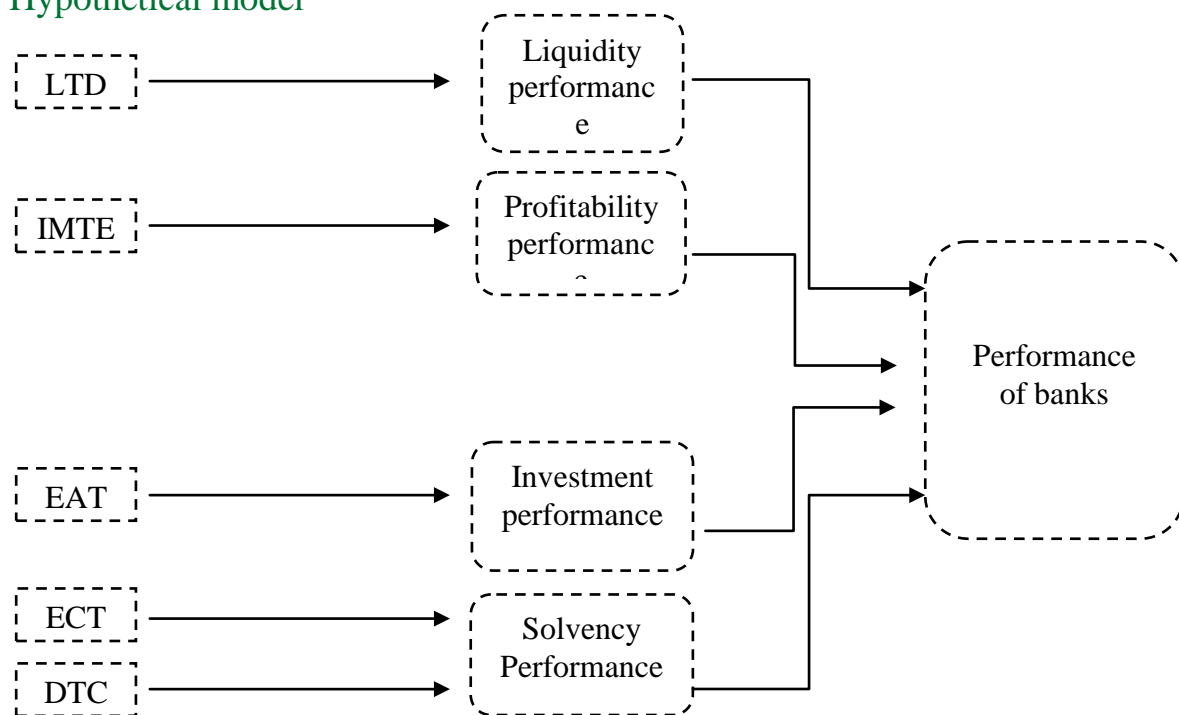 Hypothetical model
LTD
Liquidity
performanc
e
IMTE
Profitability
performanc
Performance
of banks
EAT
Investment
performance
ECT
Solvency
Performance
DTC